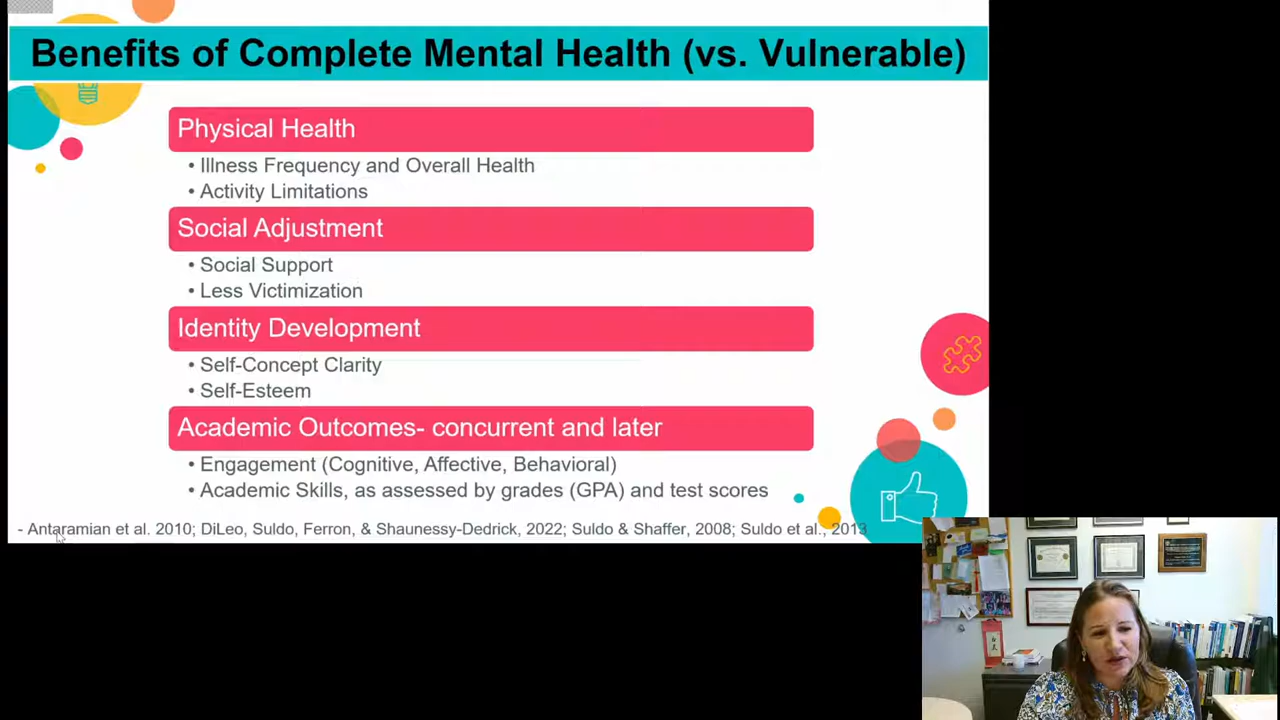 Benefits of Complete Mental Health (vs. Vulnerable)
Physical Health
• Illness Frequency and Overall Health
• Activity Limitations
Social Adjustment
• Social Support
• Less Victimization
Identity Development
• Self-Concept Clarity
• Self-Esteem
Academic Outcomes- concurrent and later
• Engagement (Cognitive, Affective, Behavioral)
• Academic Skills, as assessed by grades (GPA) and test scores
- Antaramian et al. 2010; DiLeo, Suldo, Ferron, & Shaunessy-Dedrick, 2022; Suldo & Shaffer, 2008; Suldo et al., 2013